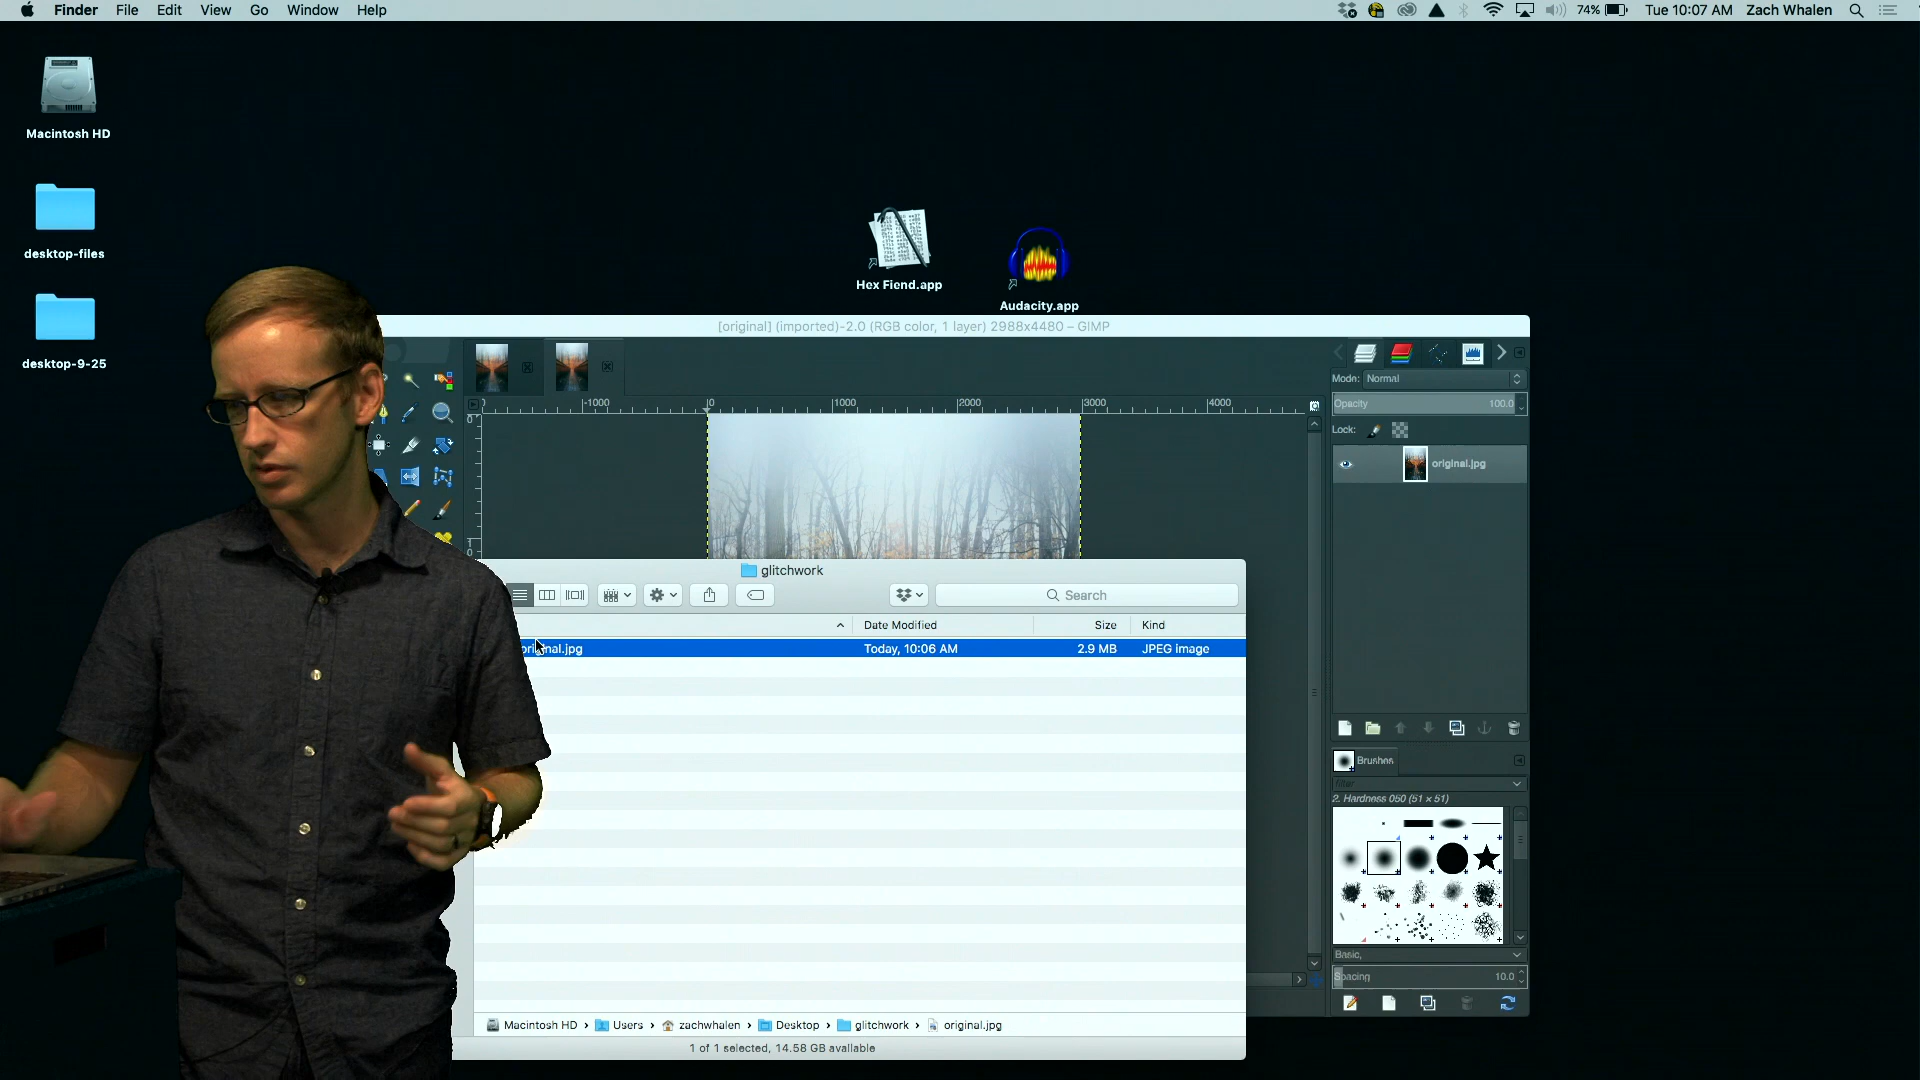 Finder File Edit View Go Window Help
74% Tue 10:07 AM Zach Whalen
Macintosh HD
desktop-files
desktop-9-25
Hex Fiend.app
Audacity.app
[original] (imported)-2.0 (RGB color, 1 layer) 2988x4480 – GIMP
-1000 0 1000 2000 3000 4000
Mode: Normal
Opacity 100.0
Lock:
original.jpg
glitchwork
Search
Date Modified Size Kind
original.jpg Today, 10:06 AM 2.9 MB JPEG image
Brushes
filter
2. Hardness 050 (51 × 51)
Basic,
Spacing 10.0
Macintosh HD › Users › zachwhalen › Desktop › glitchwork › original.jpg
1 of 1 selected, 14.58 GB available